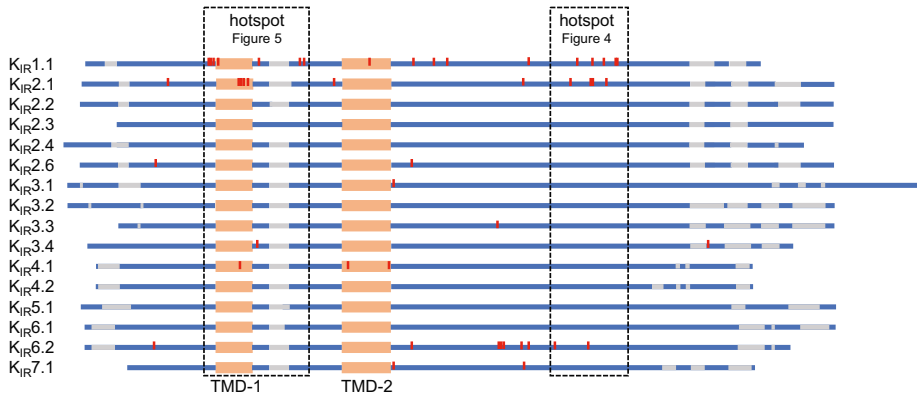 hotspot
Figure 5
hotspot
Figure 4
KIR1.1
KIR2.1
KIR2.2
KIR2.3
KIR2.4
KIR2.6
KIR3.1
KIR3.2
KIR3.3
KIR3.4
KIR4.1
KIR4.2
KIR5.1
KIR6.1
KIR6.2
KIR7.1
TMD-1
TMD-2